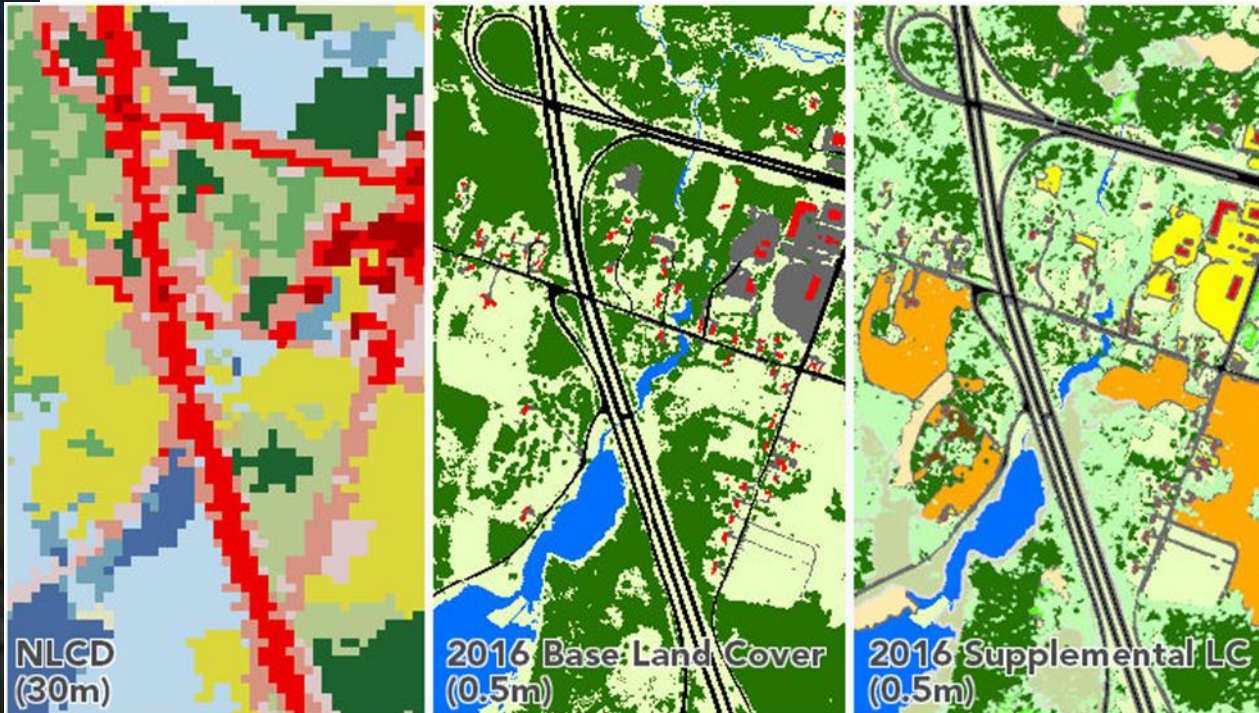 NLCD
(30m)
2016 Base Land Cover
(0.5m)
2016 Supplemental LC
(0.5m)